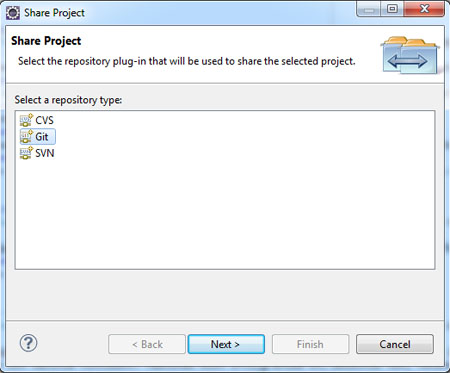 Share Project
Share Project
Select the repository plug-in that will be used to share the selected project.
Select a repository type:
CVS
Git
SVN
?
< Back
Next >
Finish
Cancel